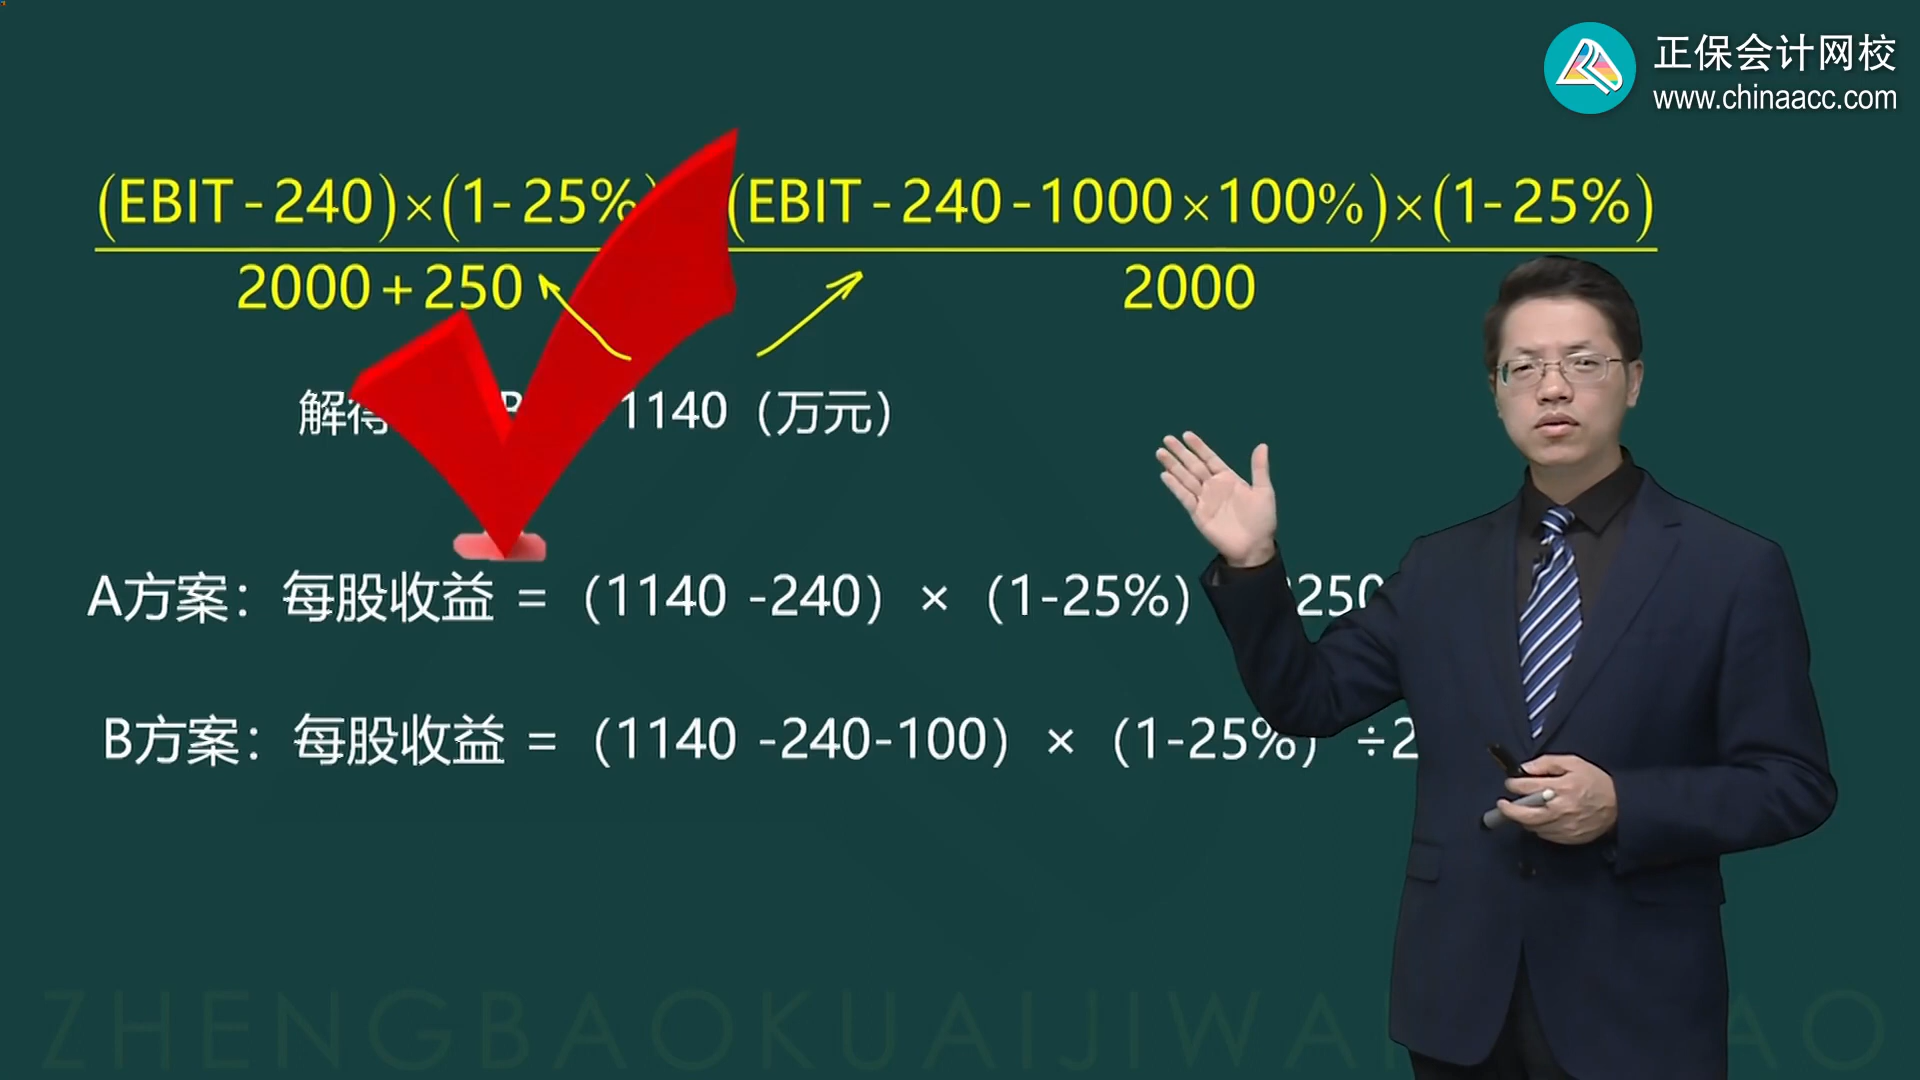 正保会计网校
www.chinaacc.com
(EBIT-240)×(1-25% (EBIT-240-1000×100%)×(1-25%)
2000+250 2000
解得 1140（万元）
A方案：每股收益 =（1140 -240）×（1-25%） 250
B方案：每股收益 =（1140 -240-100）×（1-25%）÷2
ZHENGBAOKUAIJIWA AO